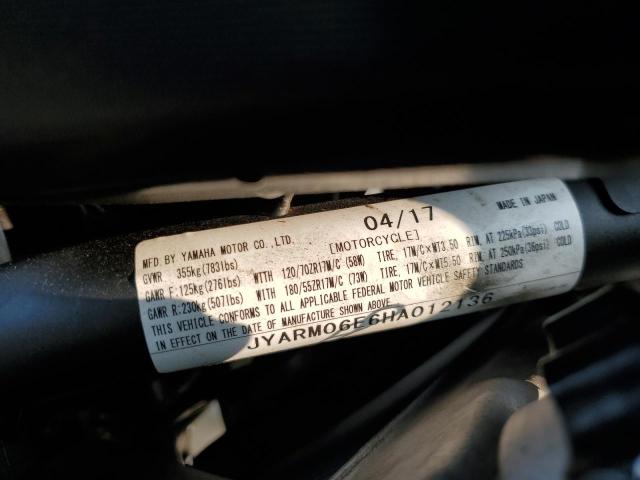 04/17 MADE IN JAPAN
MFD BY YAMAHA MOTOR CO.,LTD. [MOTORCYCLE]
GVWR 355kg(783lbs)
GAWR F:125kg(276lbs) WITH 120/70ZR17M/C (58W) TIRE, 17M/C×MT3.50 RIM, AT 225kPa(33psi) COLD
GAWR R:230kg(507lbs) WITH 180/55ZR17M/C (73W) TIRE, 17M/C×MT5.50 RIM, AT 250kPa(36psi) COLD
THIS VEHICLE CONFORMS TO ALL APPLICABLE FEDERAL MOTOR VEHICLE SAFETY STANDARDS
IN EFFECT ON THE DATE OF MANUFACTURE SHOWN ABOVE.
JYARM06E6HA012136